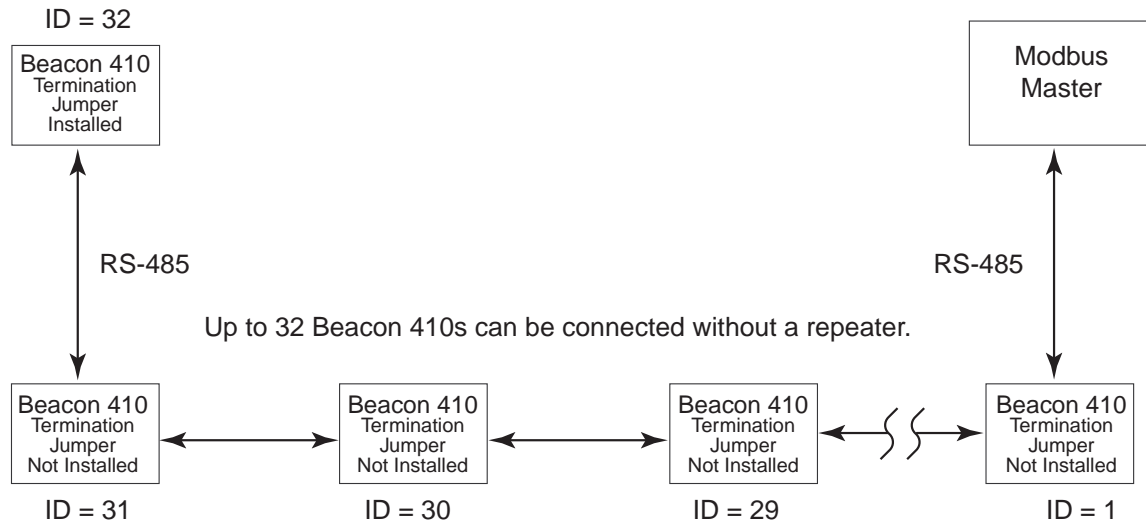 ID = 32
Beacon 410
Termination
Jumper
Installed
Modbus
Master
RS-485
RS-485
Up to 32 Beacon 410s can be connected without a repeater.
Beacon 410
Termination
Jumper
Not Installed
Beacon 410
Termination
Jumper
Not Installed
Beacon 410
Termination
Jumper
Not Installed
Beacon 410
Termination
Jumper
Not Installed
ID = 31
ID = 30
ID = 29
ID = 1